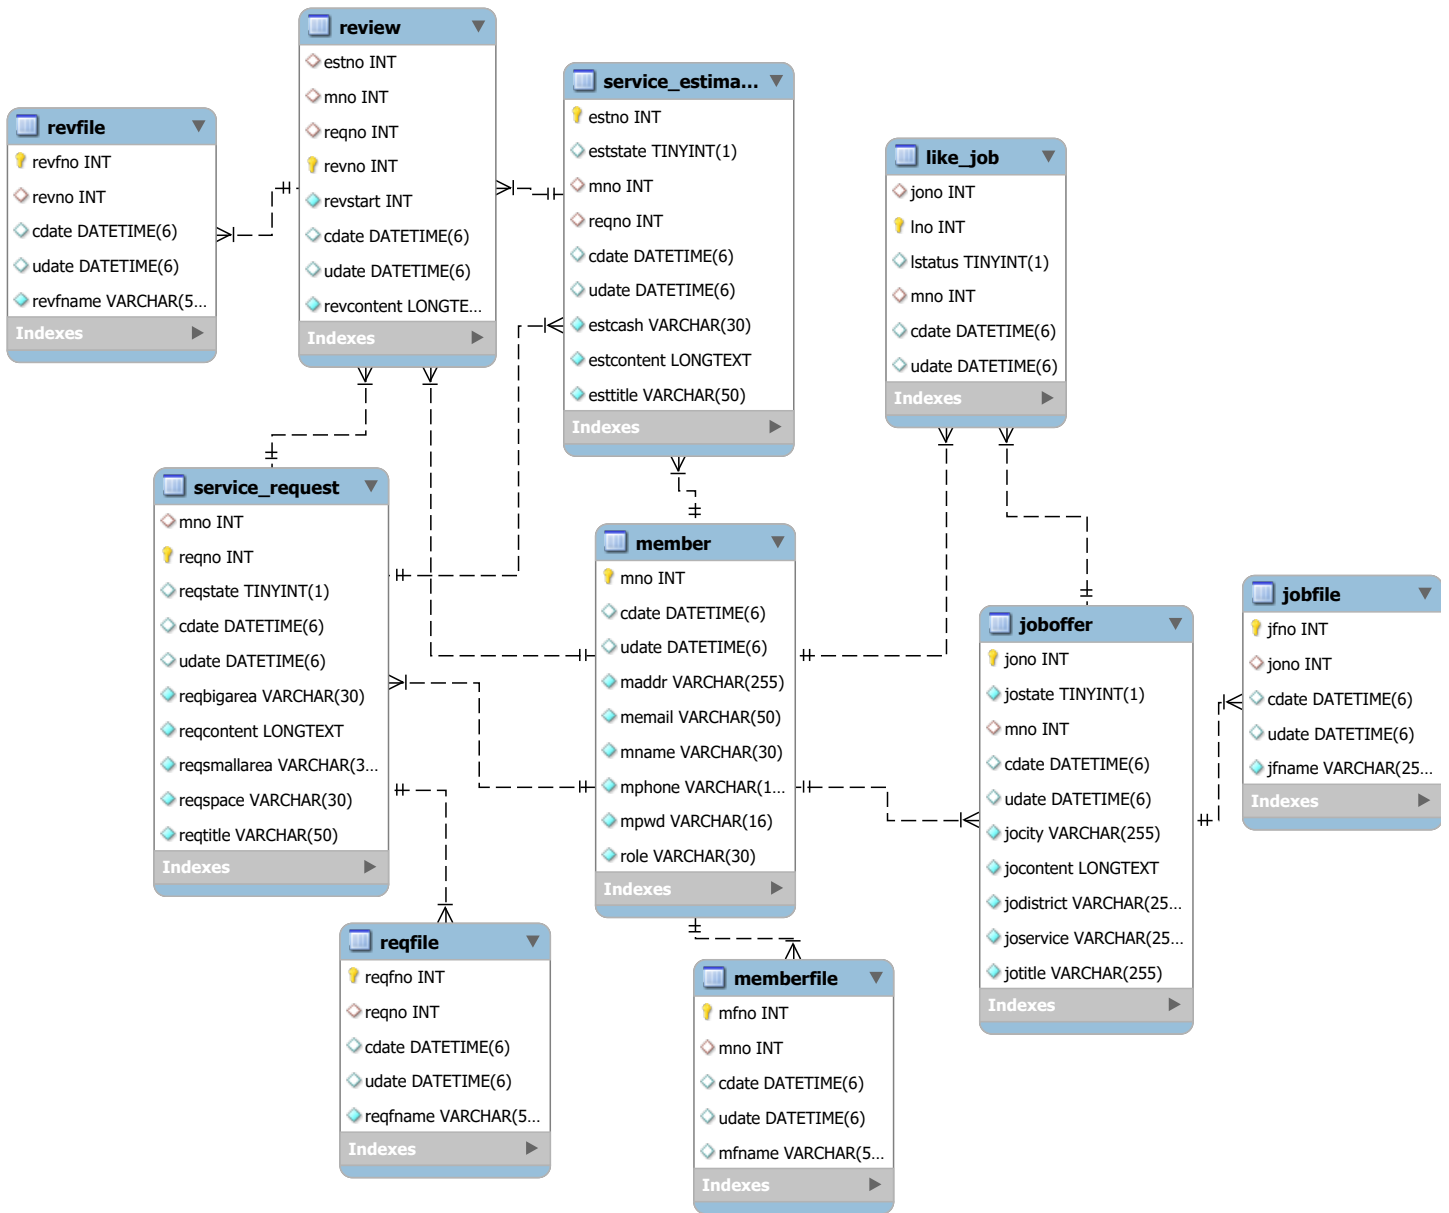 review
estno INT
mno INT
reqno INT
revno INT
revstart INT
cdate DATETIME(6)
udate DATETIME(6)
revcontent LONGTE...
Indexes
service_estima...
estno INT
eststate TINYINT(1)
mno INT
reqno INT
cdate DATETIME(6)
udate DATETIME(6)
estcash VARCHAR(30)
estcontent LONGTEXT
esttitle VARCHAR(50)
Indexes
revfile
revfno INT
revno INT
cdate DATETIME(6)
udate DATETIME(6)
revfname VARCHAR(5...
Indexes
like_job
jono INT
lno INT
lstatus TINYINT(1)
mno INT
cdate DATETIME(6)
udate DATETIME(6)
Indexes
service_request
mno INT
reqno INT
reqstate TINYINT(1)
cdate DATETIME(6)
udate DATETIME(6)
reqbigarea VARCHAR(30)
reqcontent LONGTEXT
reqsmallarea VARCHAR(3...
reqspace VARCHAR(30)
reqtitle VARCHAR(50)
Indexes
member
mno INT
cdate DATETIME(6)
udate DATETIME(6)
maddr VARCHAR(255)
memail VARCHAR(50)
mname VARCHAR(30)
mphone VARCHAR(1...
mpwd VARCHAR(16)
role VARCHAR(30)
Indexes
joboffer
jono INT
jostate TINYINT(1)
mno INT
cdate DATETIME(6)
udate DATETIME(6)
jocity VARCHAR(255)
jocontent LONGTEXT
jodistrict VARCHAR(25...
joservice VARCHAR(25...
jotitle VARCHAR(255)
Indexes
jobfile
jfno INT
jono INT
cdate DATETIME(6)
udate DATETIME(6)
jfname VARCHAR(25...
Indexes
reqfile
reqfno INT
reqno INT
cdate DATETIME(6)
udate DATETIME(6)
reqfname VARCHAR(5...
Indexes
memberfile
mfno INT
mno INT
cdate DATETIME(6)
udate DATETIME(6)
mfname VARCHAR(5...
Indexes